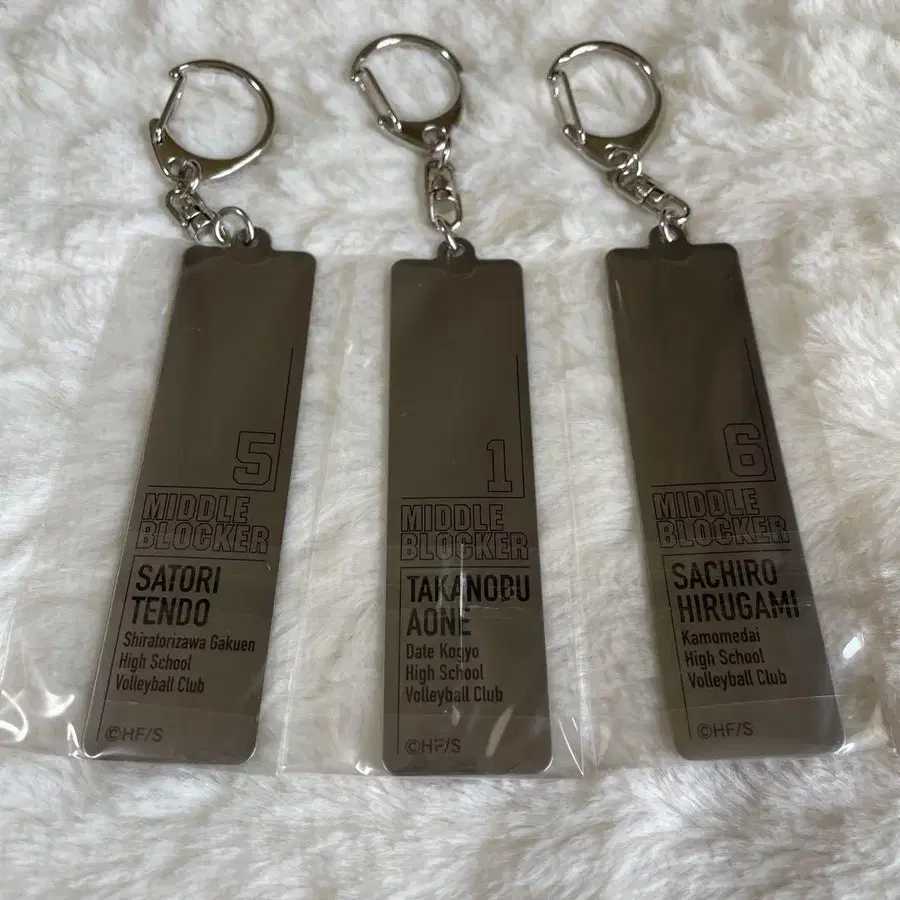 5
MIDDLE
BLOCKER
SATORI
TENDO
Shiratorizawa Gakuen
High School
Volleyball Club
©HF/S
1
MIDDLE
BLOCKER
TAKANOBU
AONE
Date Kogyo
High School
Volleyball Club
©HF/S
6
MIDDLE
BLOCKER
SACHIRO
HIRUGAMI
Kamomedai
High School
Volleyball Club
©HF/S